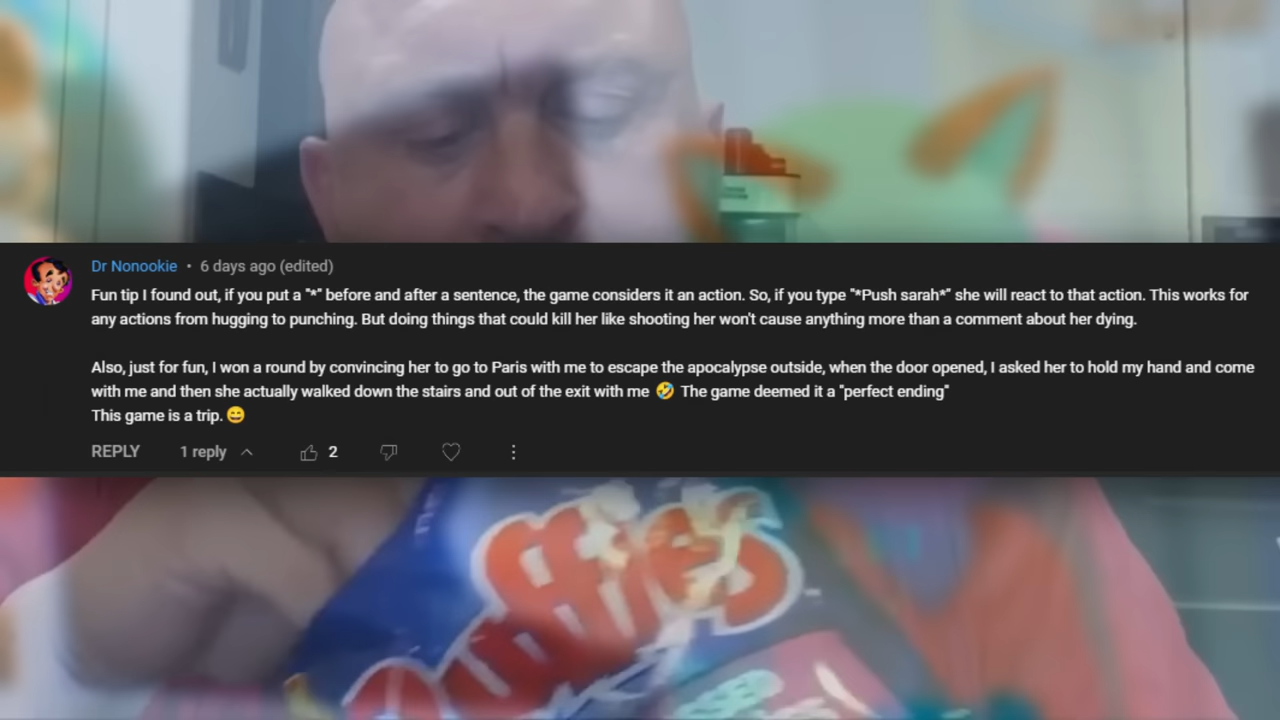 Dr Nonookie • 6 days ago (edited)
Fun tip I found out, if you put a "*" before and after a sentence, the game considers it an action. So, if you type "*Push sarah*" she will react to that action. This works for
any actions from hugging to punching. But doing things that could kill her like shooting her won't cause anything more than a comment about her dying.
Also, just for fun, I won a round by convincing her to go to Paris with me to escape the apocalypse outside, when the door opened, I asked her to hold my hand and come
with me and then she actually walked down the stairs and out of the exit with me 🤣 The game deemed it a "perfect ending"
This game is a trip. 😄
REPLY 1 reply 2